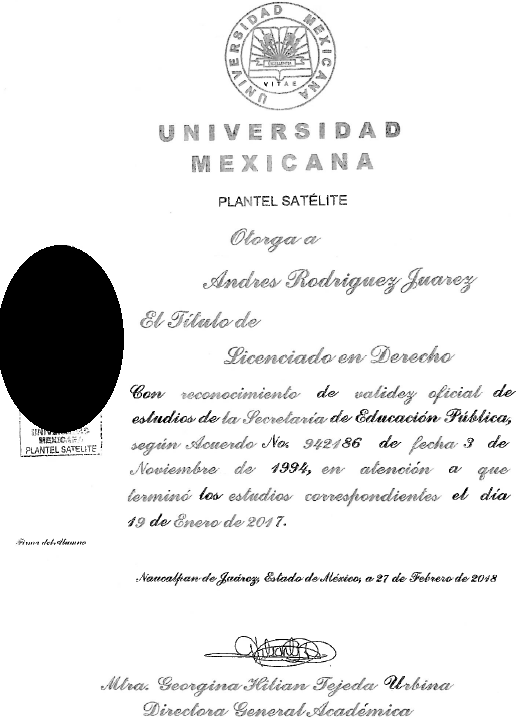 UNIVERSIDAD MEXICANA
VITAE
UNIVERSIDAD
MEXICANA
PLANTEL SATÉLITE
Otorga a
Andres Rodriguez Juarez
El Título de
Licenciado en Derecho
Con reconocimiento de validez oficial de
estudios de la Secretaría de Educación Pública,
según Acuerdo No. 942186 de fecha 3 de
Noviembre de 1994, en atención a que
terminó los estudios correspondientes el día
19 de Enero de 2017.
MEXICANA
PLANTEL SATELITE
Firma del Alumno
Naucalpan de Juárez, Estado de México, a 27 de Febrero de 2018
Mtra. Georgina Hilian Tejeda Urbina
Directora General Académica